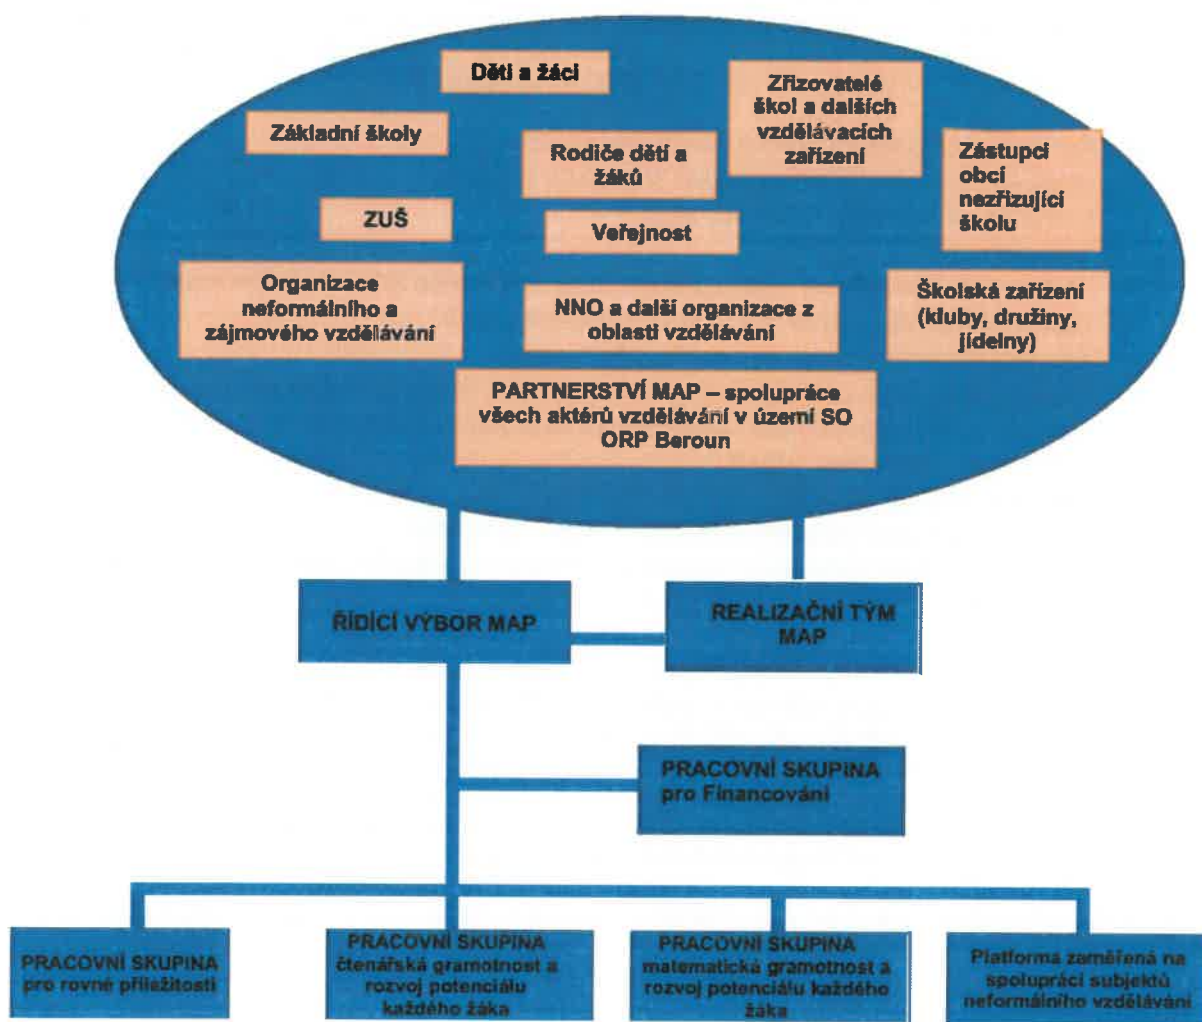 Děti a žáci
Zřizovatelé
škol a dalších
vzdělávacích
zařízení
Základní školy
Rodiče dětí a
žáků
Zástupci
obcí
nezřizující
školu
ZUŠ
Veřejnost
Organizace
neformálního a
zájmového vzdělávání
NNO a další organizace z
oblasti vzdělávání
Školská zařízení
(kluby, družiny,
jídelny)
PARTNERSTVÍ MAP – spolupráce
všech aktérů vzdělávání v území SO
ORP Beroun
ŘÍDÍCÍ VÝBOR MAP
REALIZAČNÍ TÝM
MAP
PRACOVNÍ SKUPINA
pro Financování
PRACOVNÍ SKUPINA
pro rovné příležitosti
PRACOVNÍ SKUPINA
čtenářská gramotnost a
rozvoj potenciálu
každého žáka
PRACOVNÍ SKUPINA
matematická gramotnost a
rozvoj potenciálu každého
žáka
Platforma zaměřená na
spolupráci subjektů
neformálního vzdělávání